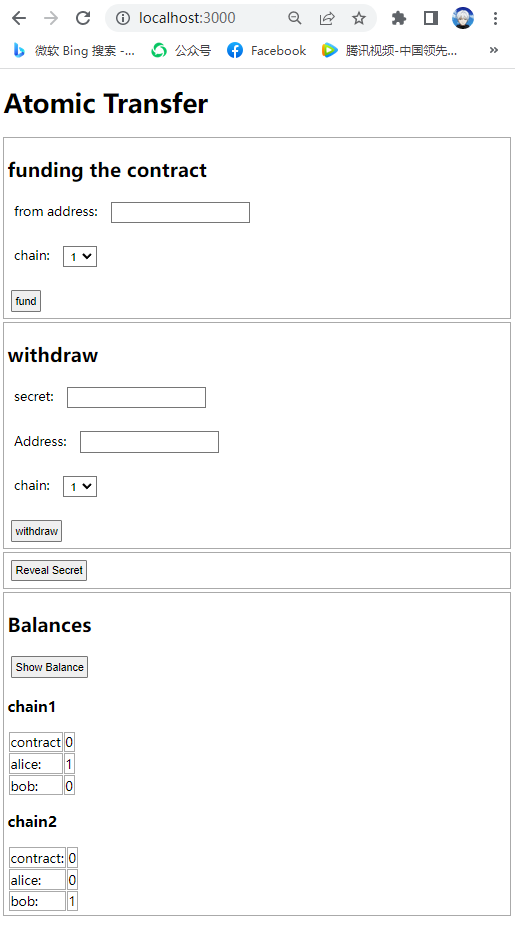 localhost:3000
微软 Bing 搜索 -... 公众号 Facebook 腾讯视频-中国领先... »
Atomic Transfer
funding the contract
from address:
chain: 1
fund
withdraw
secret:
Address:
chain: 1
withdraw
Reveal Secret
Balances
Show Balance
chain1
contract 0
alice: 1
bob: 0
chain2
contract: 0
alice: 0
bob: 1